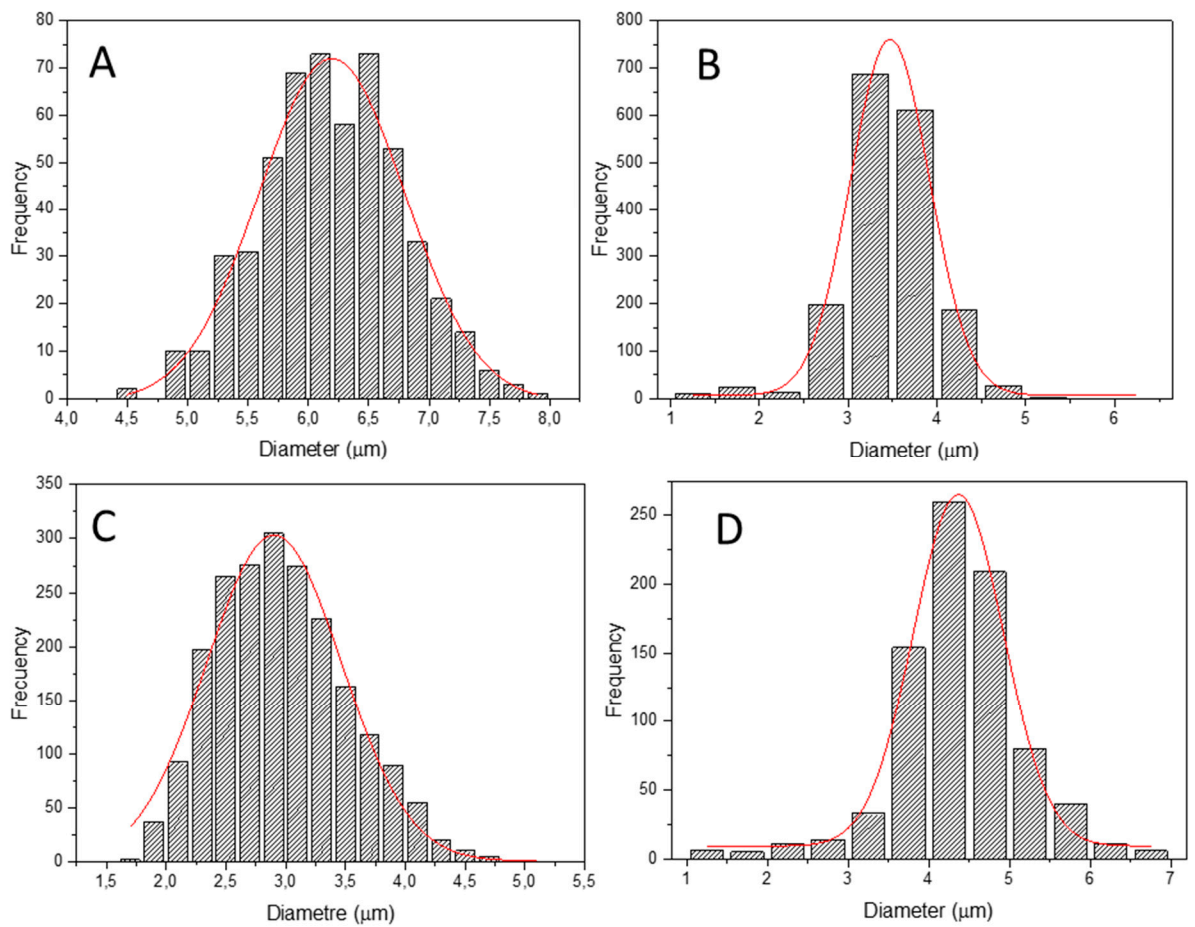 A
Frequency
80
70
60
50
40
30
20
10
0
4,0 4,5 5,0 5,5 6,0 6,5 7,0 7,5 8,0
Diameter (μm)
B
Frequency
800
700
600
500
400
300
200
100
0
1 2 3 4 5 6
Diameter (μm)
C
Frecuency
350
300
250
200
150
100
50
0
1,5 2,0 2,5 3,0 3,5 4,0 4,5 5,0 5,5
Diametre (μm)
D
Frequency
250
200
150
100
50
0
1 2 3 4 5 6 7
Diameter (μm)